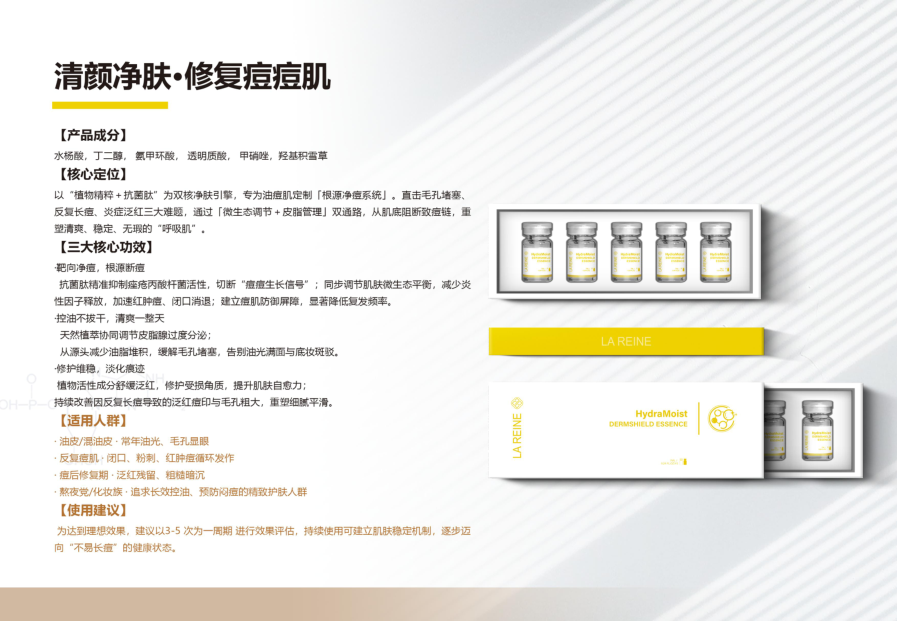 清颜净肤·修复痘痘肌
【产品成分】
水杨酸，丁二醇， 氨甲环酸， 透明质酸， 甲硝唑，羟基积雪草
【核心定位】
以“植物精粹＋抗菌肽”为双核净肤引擎，专为油痘肌定制「根源净痘系统」。直击毛孔堵塞、
反复长痘、炎症泛红三大难题，通过「微生态调节＋皮脂管理」双通路，从肌底阻断致痘链，重
塑清爽、稳定、无瑕的“呼吸肌”。
【三大核心功效】
·靶向净痘，根源断痘
抗菌肽精准抑制痤疮丙酸杆菌活性，切断“痘痘生长信号”；同步调节肌肤微生态平衡，减少炎
性因子释放，加速红肿痘、闭口消退；建立痘肌防御屏障，显著降低复发频率。
·控油不拔干，清爽一整天
天然植萃协同调节皮脂腺过度分泌；
从源头减少油脂堆积，缓解毛孔堵塞，告别油光满面与底妆斑驳。
·修护维稳，淡化痕迹
植物活性成分舒缓泛红，修护受损角质，提升肌肤自愈力；
持续改善因反复长痘导致的泛红痘印与毛孔粗大，重塑细腻平滑。
【适用人群】
· 油皮/混油皮 · 常年油光、毛孔显眼
· 反复痘肌 · 闭口、粉刺、红肿痘循环发作
· 痘后修复期 · 泛红残留、粗糙暗沉
· 熬夜党/化妆族 · 追求长效控油、预防闷痘的精致护肤人群
【使用建议】
为达到理想效果，建议以3-5 次为一周期 进行效果评估，持续使用可建立肌肤稳定机制，逐步迈
向“不易长痘”的健康状态。
LA REINE
LA REINE
HydraMoist
DERMSHIELD ESSENCE